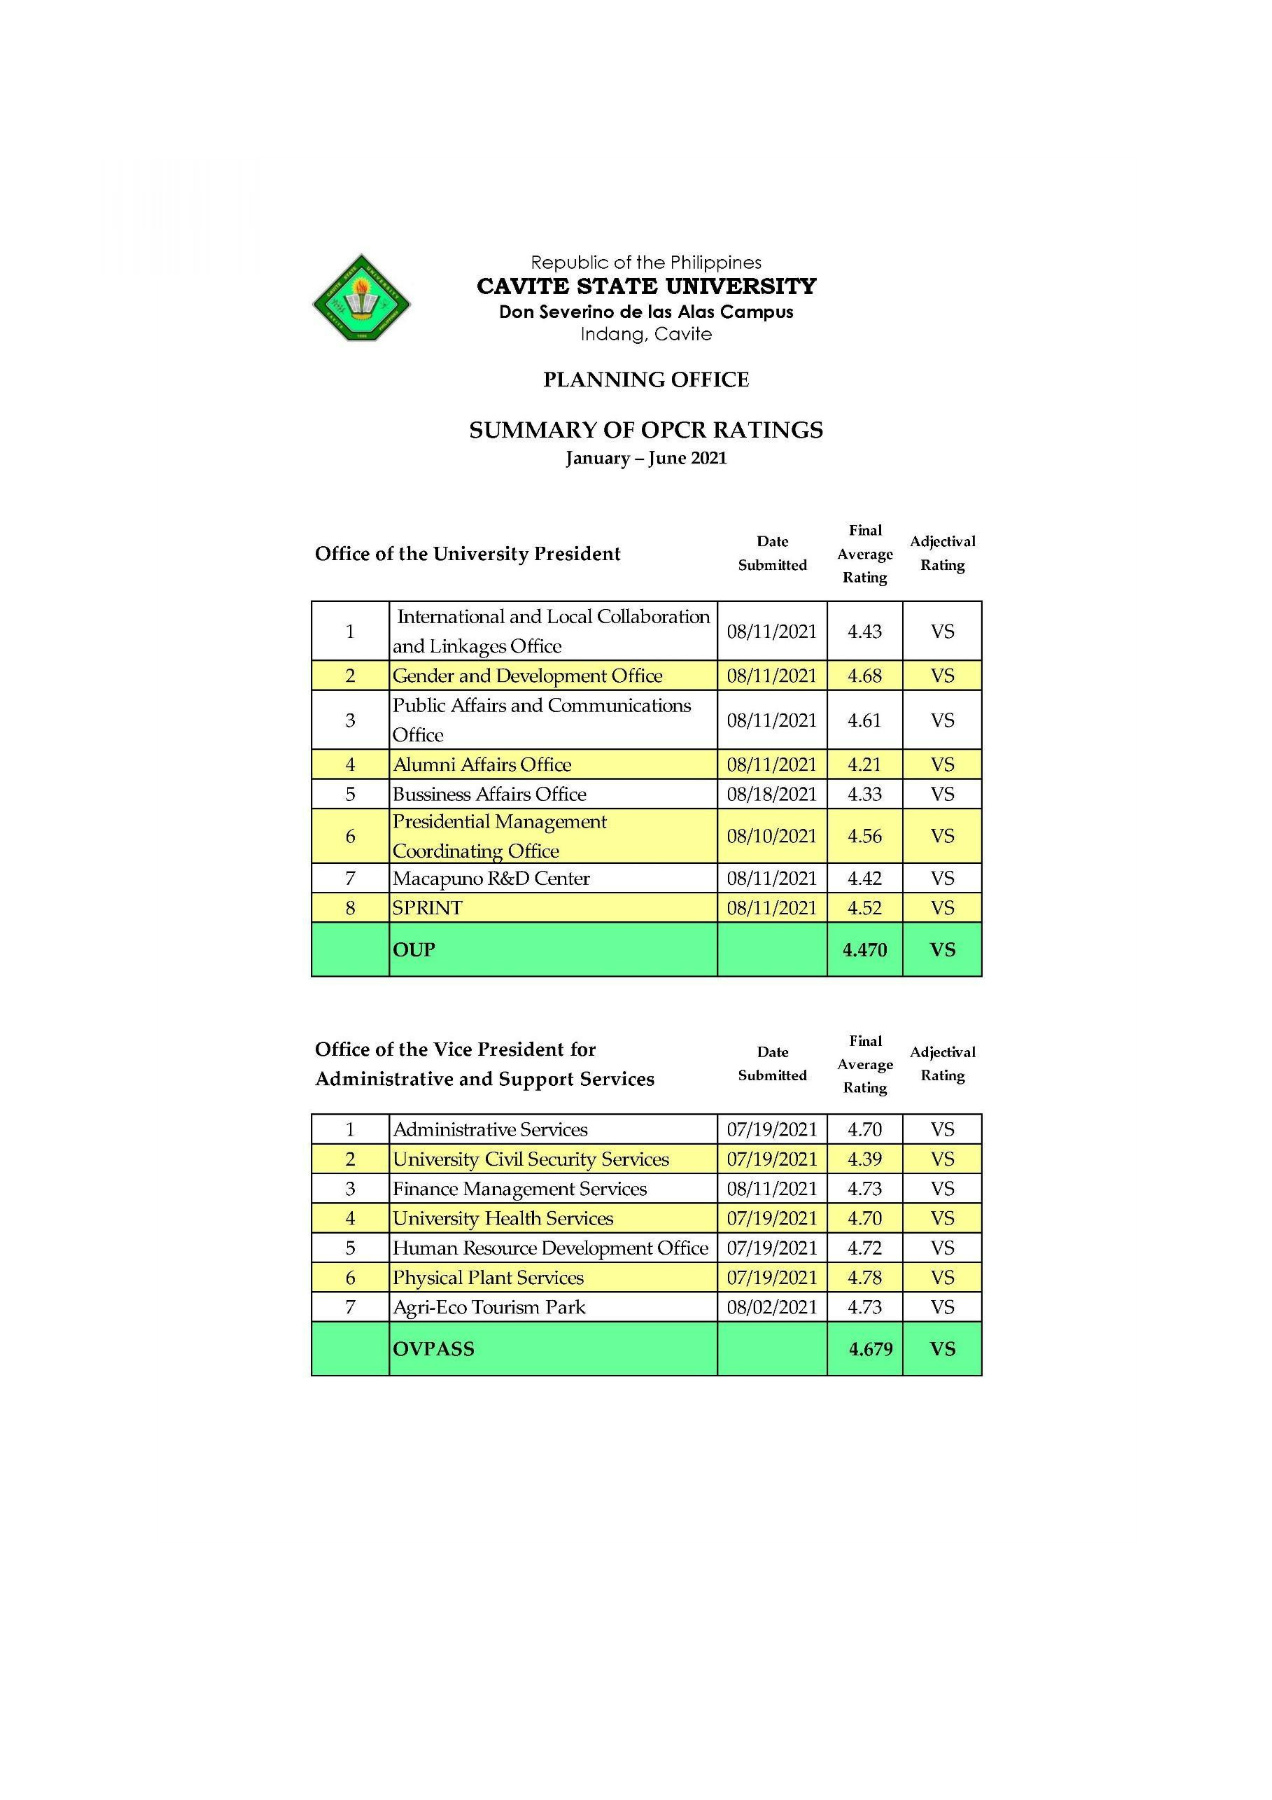 Republic of the Philippines
CAVITE STATE UNIVERSITY
Don Severino de las Alas Campus
Indang, Cavite
PLANNING OFFICE
SUMMARY OF OPCR RATINGS
January – June 2021
Office of the University President
Date Submitted
Final Average Rating
Adjectival Rating
1 International and Local Collaboration and Linkages Office 08/11/2021 4.43 VS
2 Gender and Development Office 08/11/2021 4.68 VS
3 Public Affairs and Communications Office 08/11/2021 4.61 VS
4 Alumni Affairs Office 08/11/2021 4.21 VS
5 Bussiness Affairs Office 08/18/2021 4.33 VS
6 Presidential Management Coordinating Office 08/10/2021 4.56 VS
7 Macapuno R&D Center 08/11/2021 4.42 VS
8 SPRINT 08/11/2021 4.52 VS
OUP 4.470 VS
Office of the Vice President for
Administrative and Support Services
Date Submitted
Final Average Rating
Adjectival Rating
1 Administrative Services 07/19/2021 4.70 VS
2 University Civil Security Services 07/19/2021 4.39 VS
3 Finance Management Services 08/11/2021 4.73 VS
4 University Health Services 07/19/2021 4.70 VS
5 Human Resource Development Office 07/19/2021 4.72 VS
6 Physical Plant Services 07/19/2021 4.78 VS
7 Agri-Eco Tourism Park 08/02/2021 4.73 VS
OVPASS 4.679 VS